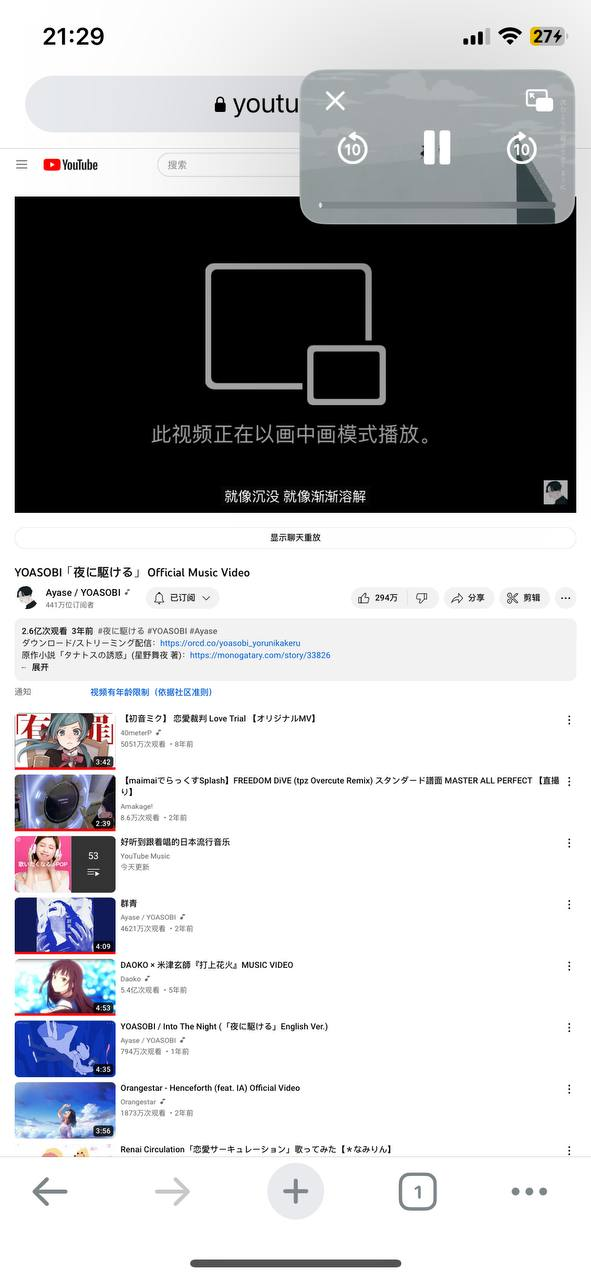 21:29
27
youtu
10
10
YouTube
搜索
此视频正在以画中画模式播放。
就像沉没 就像渐渐溶解
显示聊天重放
YOASOBI「夜に駆ける」 Official Music Video
Ayase / YOASOBI
441万位订阅者
已订阅
294万
分享
剪辑
2.6亿次观看 3年前 #夜に駆ける #YOASOBI #Ayase
ダウンロード/ストリーミング配信：https://orcd.co/yoasobi_yorunikakeru
原作小説「タナトスの誘惑」(星野舞夜 著)：https://monogatary.com/story/33826
展开
通知
视频有年龄限制（依据社区准则）
【初音ミク】 恋愛裁判 Love Trial 【オリジナルMV】
40meterP
5051万次观看 • 8年前
3:42
【maimaiでらっくすSplash】FREEDOM DiVE (tpz Overcute Remix) スタンダード譜面 MASTER ALL PERFECT 【直撮
り】
Amakage!
8.6万次观看 • 2年前
2:39
好听到跟着唱的日本流行音乐
YouTube Music
今天更新
53
歌いたくなるJ-POP
群青
Ayase / YOASOBI
4621万次观看 • 2年前
4:09
DAOKO × 米津玄師『打上花火』MUSIC VIDEO
Daoko
5.4亿次观看 • 5年前
4:53
YOASOBI / Into The Night (「夜に駆ける」English Ver.)
Ayase / YOASOBI
794万次观看 • 1年前
4:35
Orangestar - Henceforth (feat. IA) Official Video
Orangestar
1873万次观看 • 2年前
3:56
Renai Circulation「恋愛サーキュレーション」歌ってみた【＊なみりん】
1